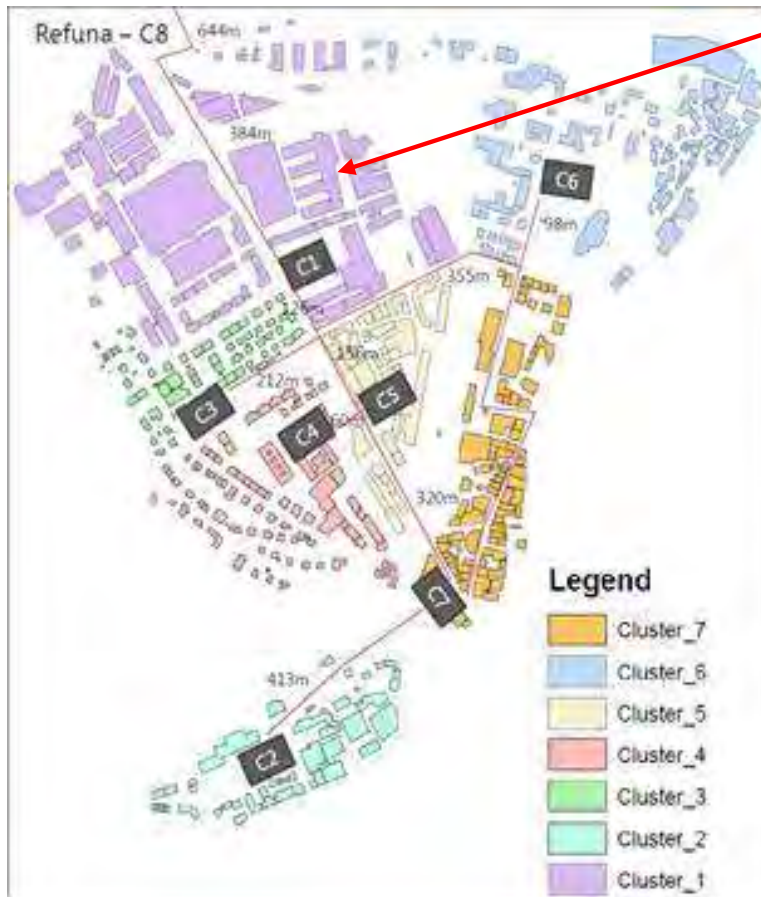 Refuna – C8
644m
384m
C6
98m
C1
355m
150m
212m
C3
C5
C4
320m
C7
413m
C2
Legend
Cluster_7
Cluster_6
Cluster_5
Cluster_4
Cluster_3
Cluster_2
Cluster_1